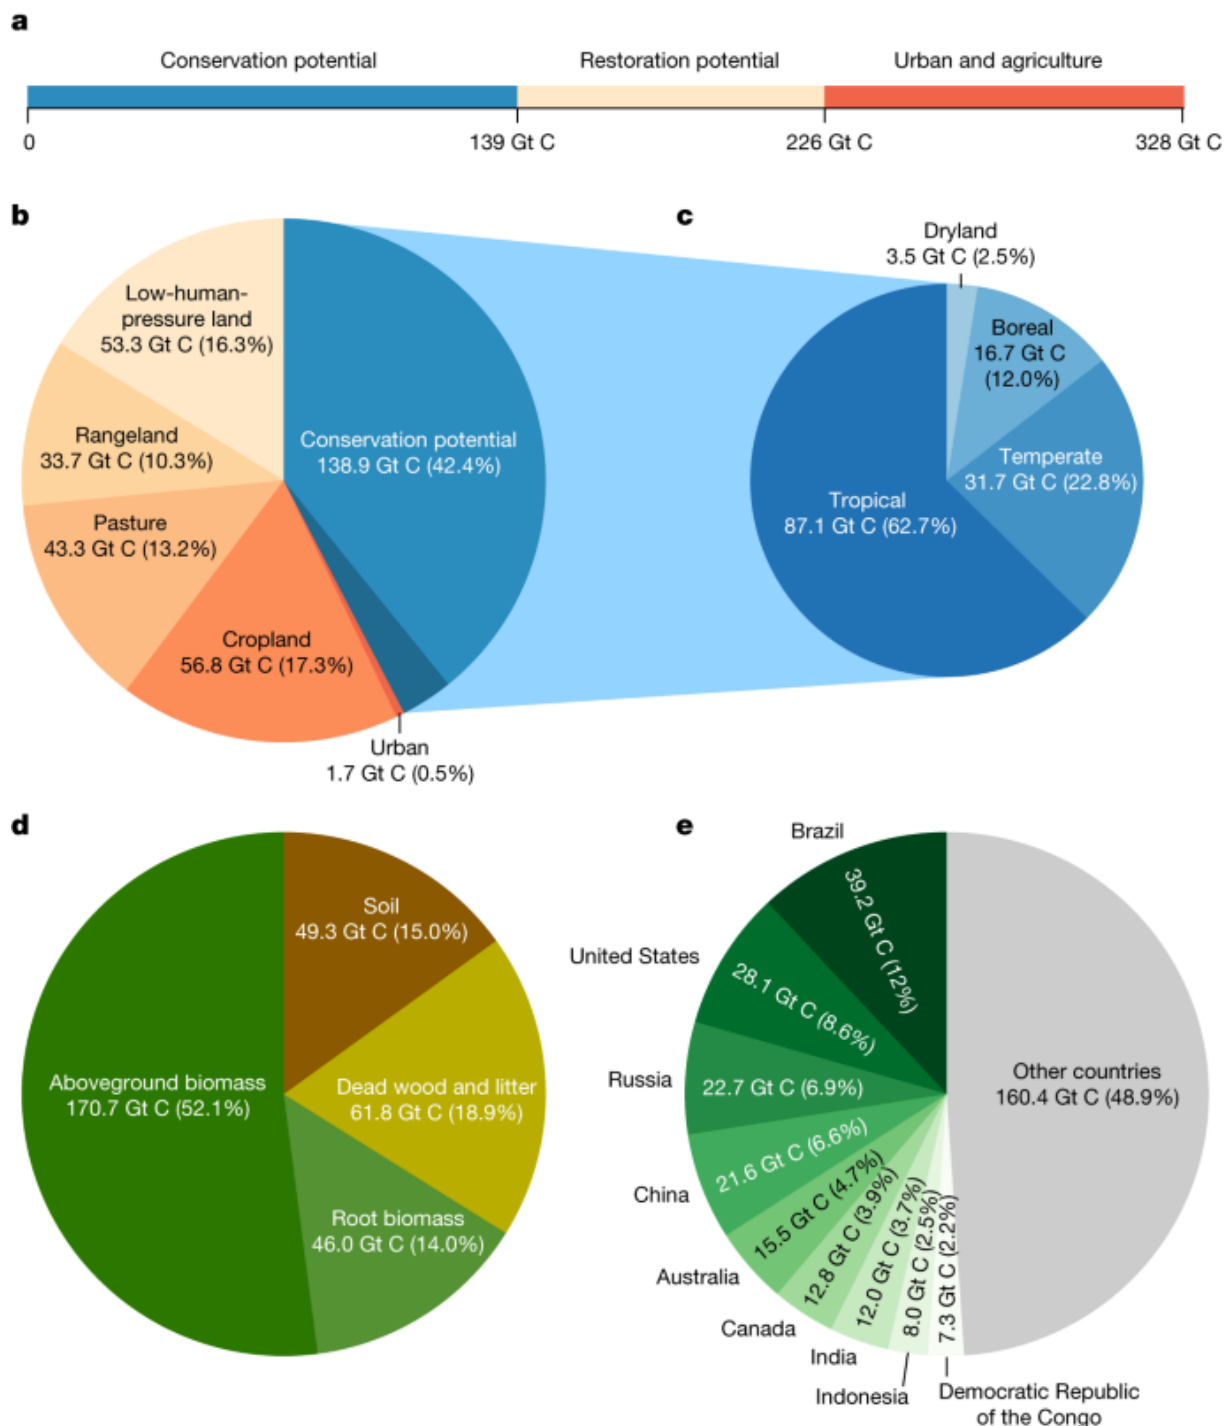 a
Conservation potential
Restoration potential
Urban and agriculture
0
139 Gt C
226 Gt C
328 Gt C
b
Low-human-
pressure land
53.3 Gt C (16.3%)
Rangeland
33.7 Gt C (10.3%)
Pasture
43.3 Gt C (13.2%)
Cropland
56.8 Gt C (17.3%)
Urban
1.7 Gt C (0.5%)
Conservation potential
138.9 Gt C (42.4%)
c
Dryland
3.5 Gt C (2.5%)
Boreal
16.7 Gt C
(12.0%)
Temperate
31.7 Gt C (22.8%)
Tropical
87.1 Gt C (62.7%)
d
Soil
49.3 Gt C (15.0%)
Dead wood and litter
61.8 Gt C (18.9%)
Aboveground biomass
170.7 Gt C (52.1%)
Root biomass
46.0 Gt C (14.0%)
e
Brazil
39.2 Gt C (12%)
United States
28.1 Gt C (8.6%)
Russia
22.7 Gt C (6.9%)
China
21.6 Gt C (6.6%)
Australia
15.5 Gt C (4.7%)
Canada
12.8 Gt C (3.9%)
India
12.0 Gt C (3.7%)
Indonesia
8.0 Gt C (2.5%)
Democratic Republic
of the Congo
7.3 Gt C (2.2%)
Other countries
160.4 Gt C (48.9%)